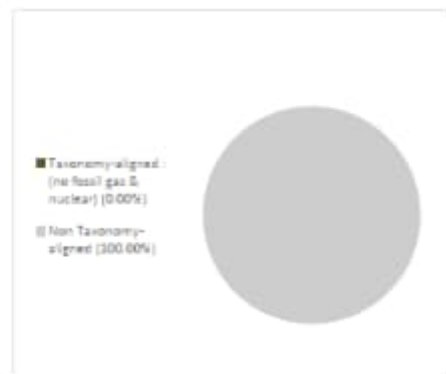 Taxonomy-aligned :
(no fossil gas &
nuclear) (0.00%)
Non Taxonomy-
aligned (100.00%)